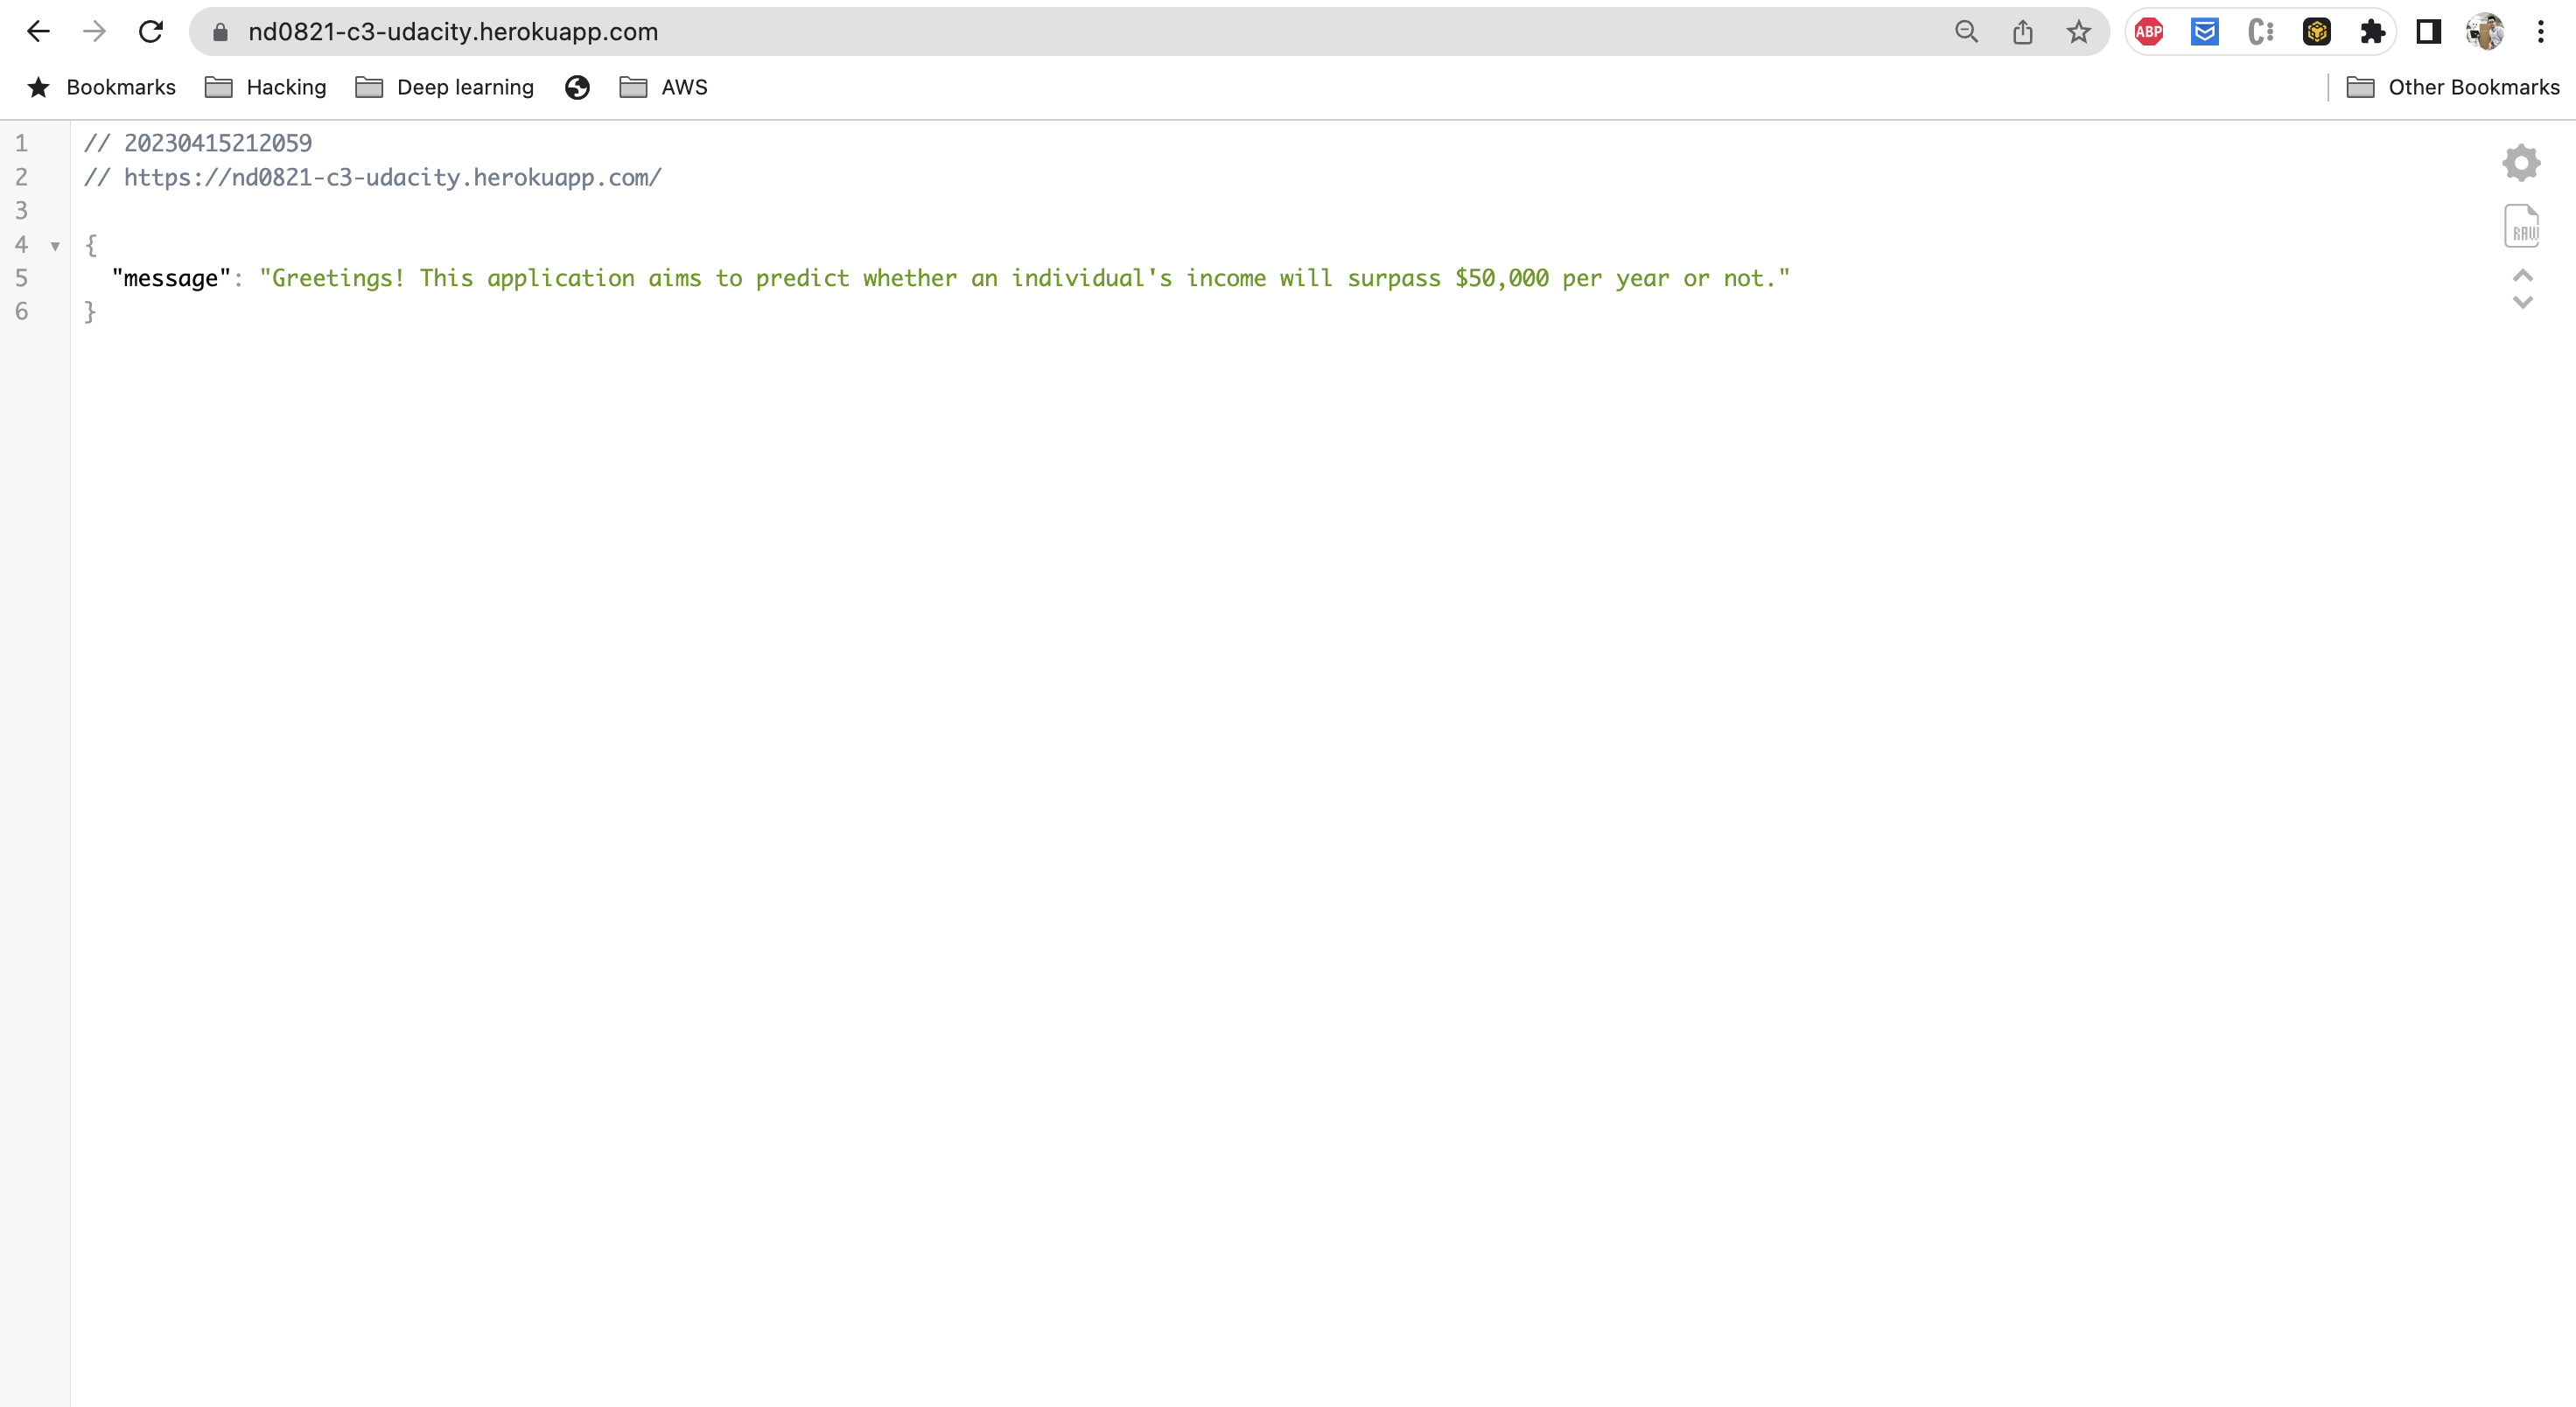 nd0821-c3-udacity.herokuapp.com
ABP
Bookmarks Hacking Deep learning AWS Other Bookmarks
1 // 20230415212059
2 // https://nd0821-c3-udacity.herokuapp.com/
3
4 {
5 "message": "Greetings! This application aims to predict whether an individual's income will surpass $50,000 per year or not."
6 }
RAW